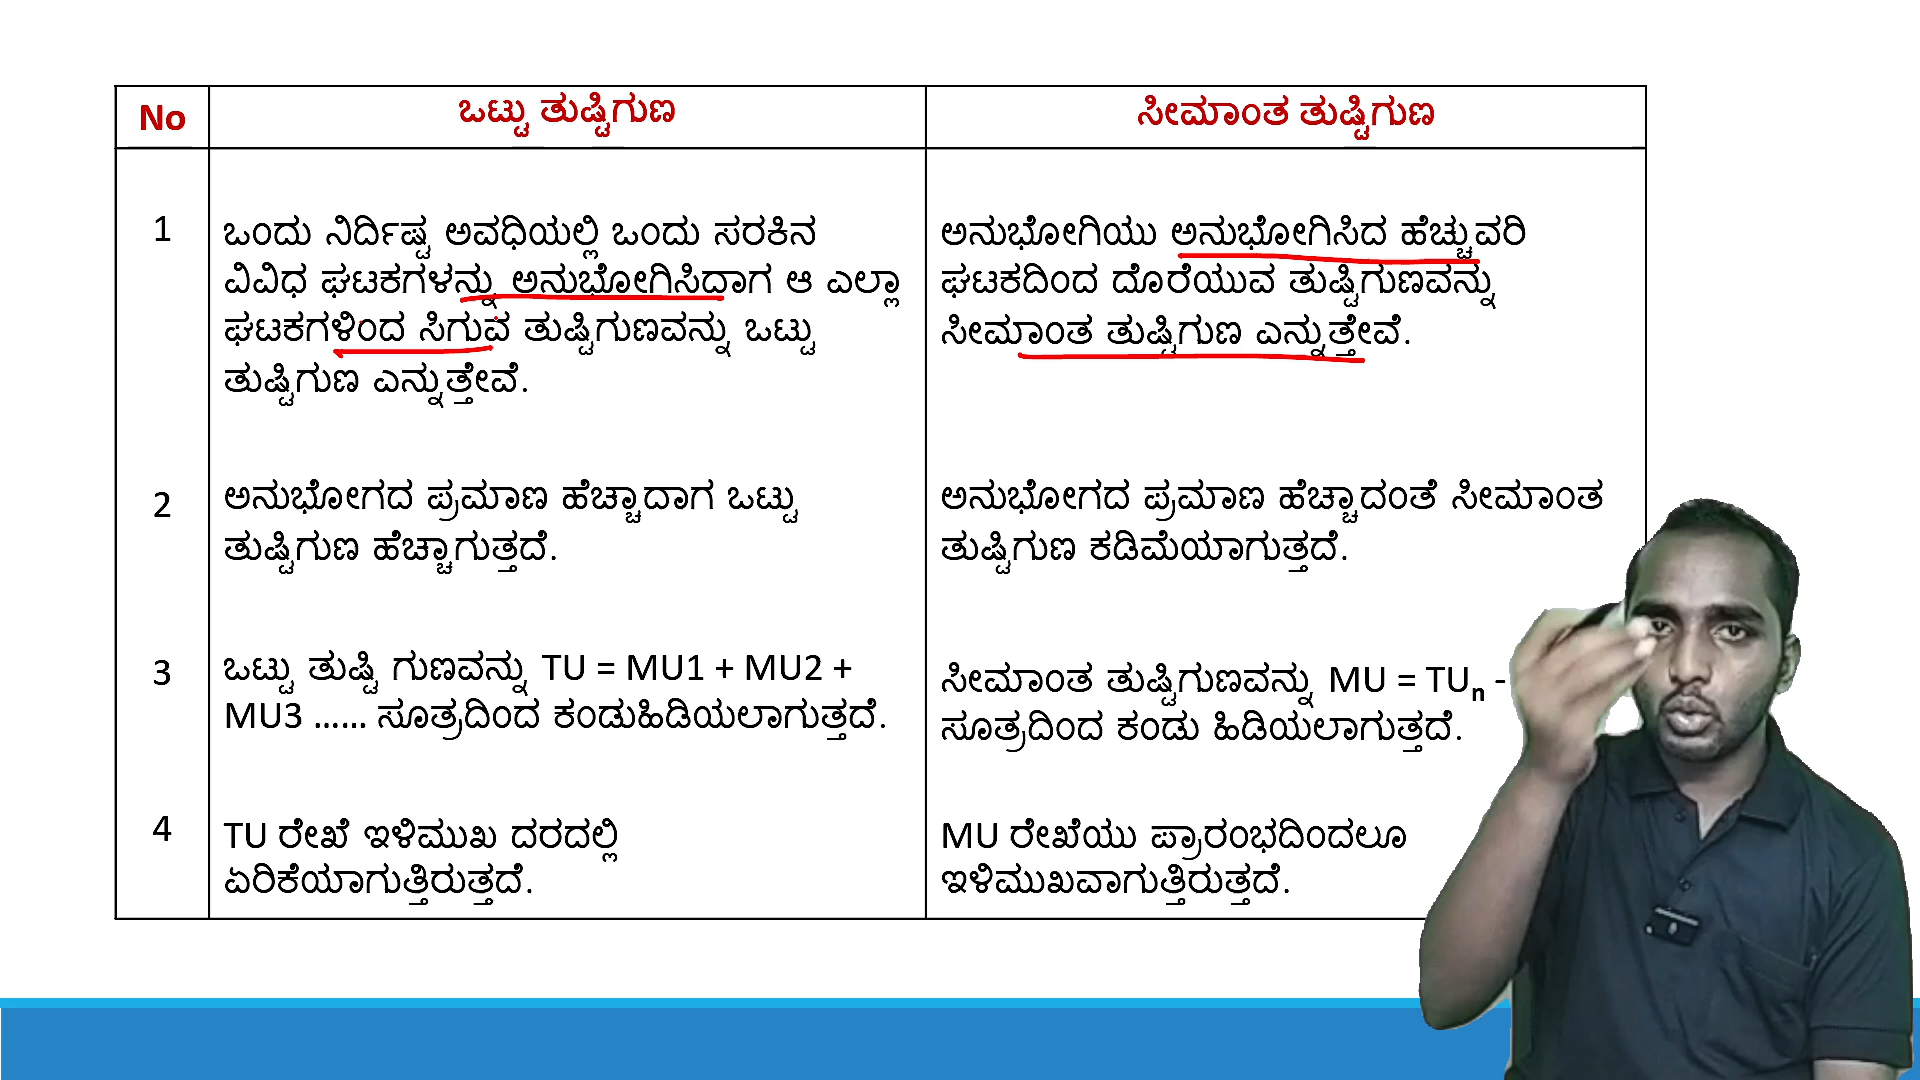 No ಒಟ್ಟು ತುಷ್ಟಿಗುಣ ಸೀಮಾಂತ ತುಷ್ಟಿಗುಣ
1
ಒಂದು ನಿರ್ದಿಷ್ಟ ಅವಧಿಯಲ್ಲಿ ಒಂದು ಸರಕಿನ
ವಿವಿಧ ಘಟಕಗಳನ್ನು ಅನುಭೋಗಿಸಿದಾಗ ಆ ಎಲ್ಲಾ
ಘಟಕಗಳಿಂದ ಸಿಗುವ ತುಷ್ಟಿಗುಣವನ್ನು ಒಟ್ಟು
ತುಷ್ಟಿಗುಣ ಎನ್ನುತ್ತೇವೆ.
ಅನುಭೋಗಿಯು ಅನುಭೋಗಿಸಿದ ಹೆಚ್ಚುವರಿ
ಘಟಕದಿಂದ ದೊರೆಯುವ ತುಷ್ಟಿಗುಣವನ್ನು
ಸೀಮಾಂತ ತುಷ್ಟಿಗುಣ ಎನ್ನುತ್ತೇವೆ.
2
ಅನುಭೋಗದ ಪ್ರಮಾಣ ಹೆಚ್ಚಾದಾಗ ಒಟ್ಟು
ತುಷ್ಟಿಗುಣ ಹೆಚ್ಚಾಗುತ್ತದೆ.
ಅನುಭೋಗದ ಪ್ರಮಾಣ ಹೆಚ್ಚಾದಂತೆ ಸೀಮಾಂತ
ತುಷ್ಟಿಗುಣ ಕಡಿಮೆಯಾಗುತ್ತದೆ.
3
ಒಟ್ಟು ತುಷ್ಟಿ ಗುಣವನ್ನು TU = MU1 + MU2 +
MU3 …… ಸೂತ್ರದಿಂದ ಕಂಡುಹಿಡಿಯಲಾಗುತ್ತದೆ.
ಸೀಮಾಂತ ತುಷ್ಟಿಗುಣವನ್ನು MU = TUn -
ಸೂತ್ರದಿಂದ ಕಂಡು ಹಿಡಿಯಲಾಗುತ್ತದೆ.
4
TU ರೇಖೆ ಇಳಿಮುಖ ದರದಲ್ಲಿ
ಏರಿಕೆಯಾಗುತ್ತಿರುತ್ತದೆ.
MU ರೇಖೆಯು ಪ್ರಾರಂಭದಿಂದಲೂ
ಇಳಿಮುಖವಾಗುತ್ತಿರುತ್ತದೆ.